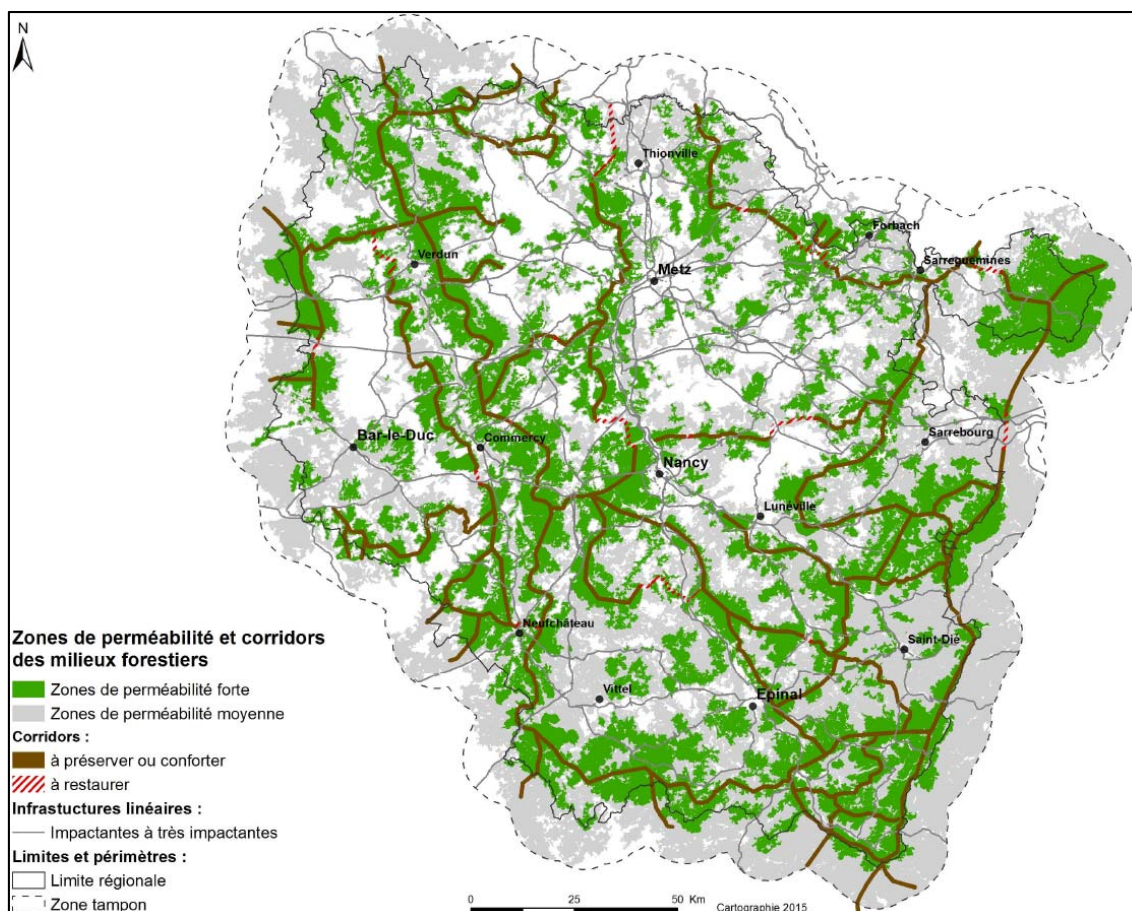 N
Thionville
Forbach
Sarreguemines
Verdun
Metz
Bar-le-Duc
Commercy
Sarrebourg
Nancy
Lunéville
Neufchâteau
Saint-Dié
Vittel
Epinal
Zones de perméabilité et corridors
des milieux forestiers
Zones de perméabilité forte
Zones de perméabilité moyenne
Corridors :
à préserver ou conforter
à restaurer
Infrastuctures linéaires :
Impactantes à très impactantes
Limites et périmètres :
Limite régionale
Zone tampon
0 25 50 Km
Cartographie 2015